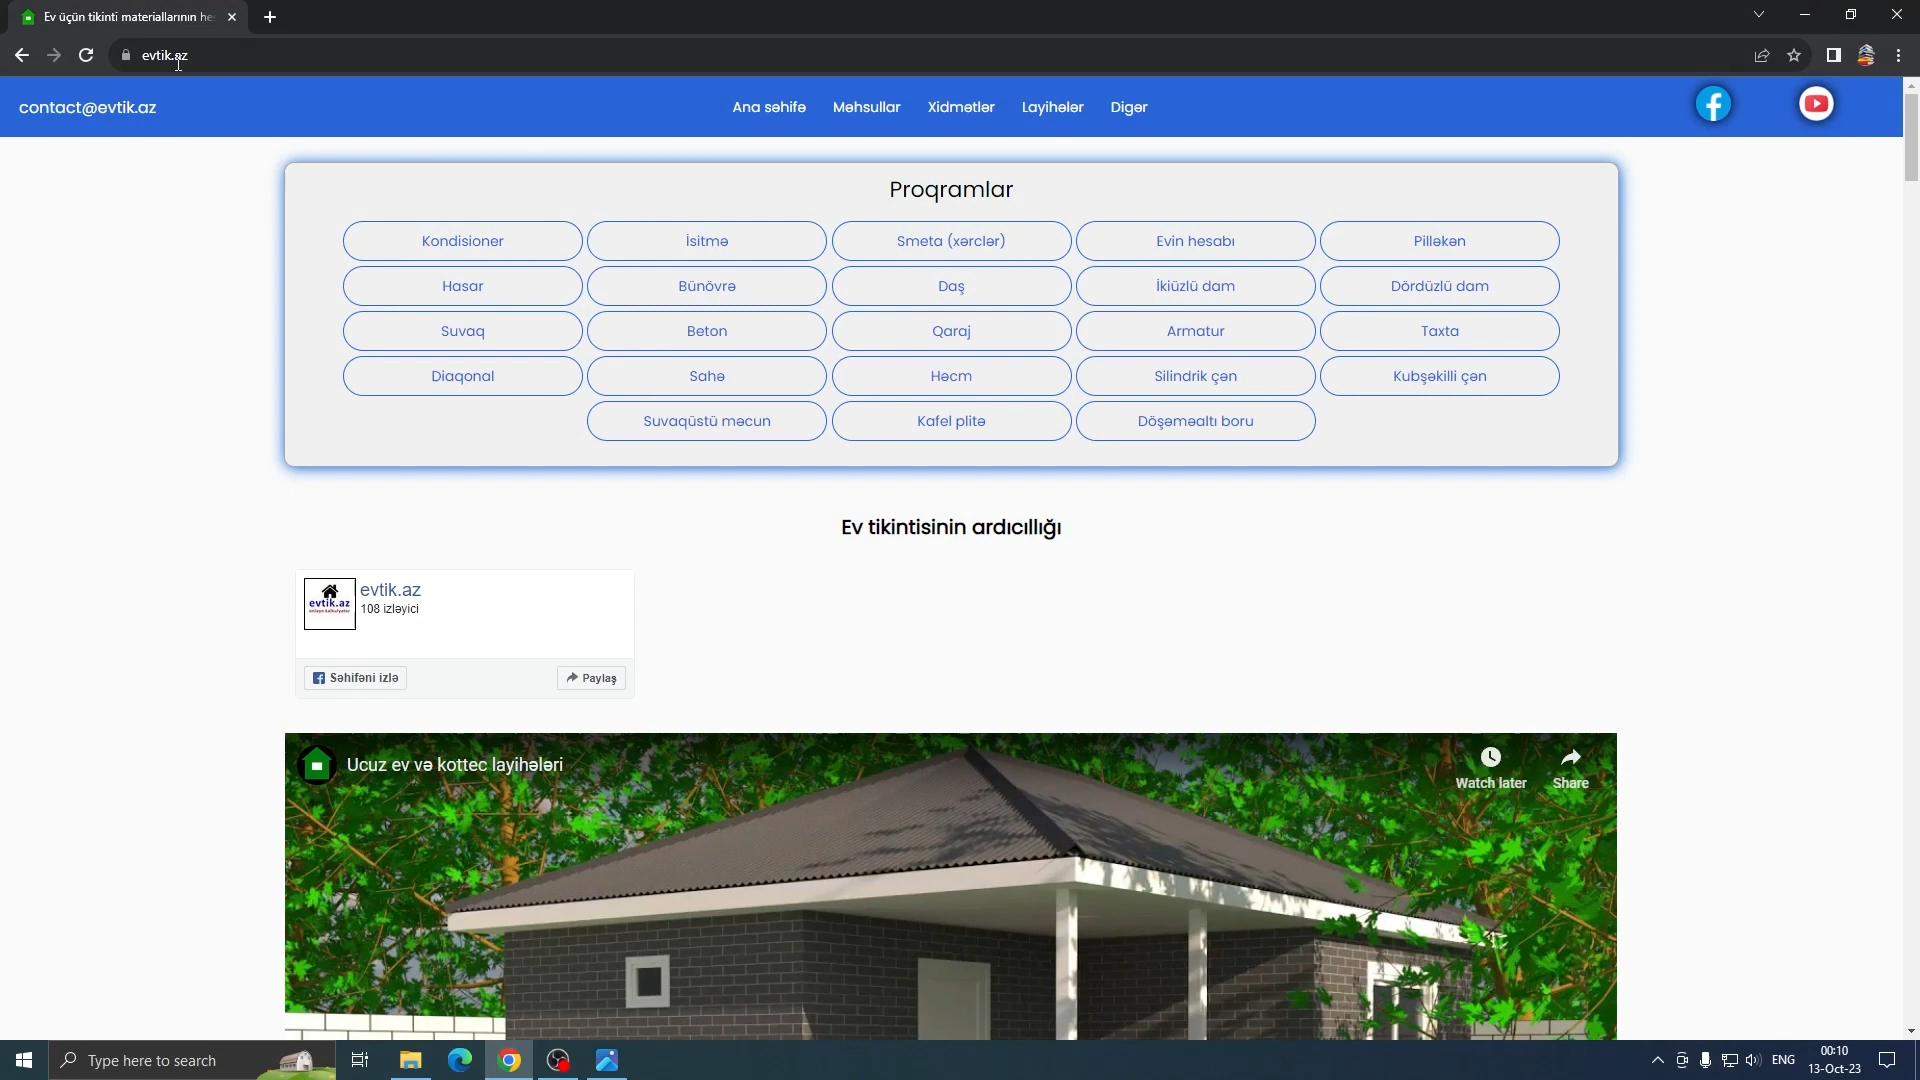 Ev üçün tikinti materiallarının he
evtik.az
contact@evtik.az
Ana səhifə Məhsullar Xidmətlər Layihələr Digər
Proqramlar
Kondisioner İsitmə Smeta (xərclər) Evin hesabı Pilləkən
Hasar Bünövrə Daş İkiüzlü dam Dördüzlü dam
Suvaq Beton Qaraj Armatur Taxta
Diaqonal Sahə Həcm Silindrik çən Kubşəkilli çən
Suvaqüstü məcun Kafel plitə Döşəməaltı boru
Ev tikintisinin ardıcıllığı
evtik.az
evtik.az
108 izləyici
Səhifəni izlə Paylaş
Ucuz ev və kottec layihələri
Watch later Share
Type here to search
ENG
00:10
13-Oct-23